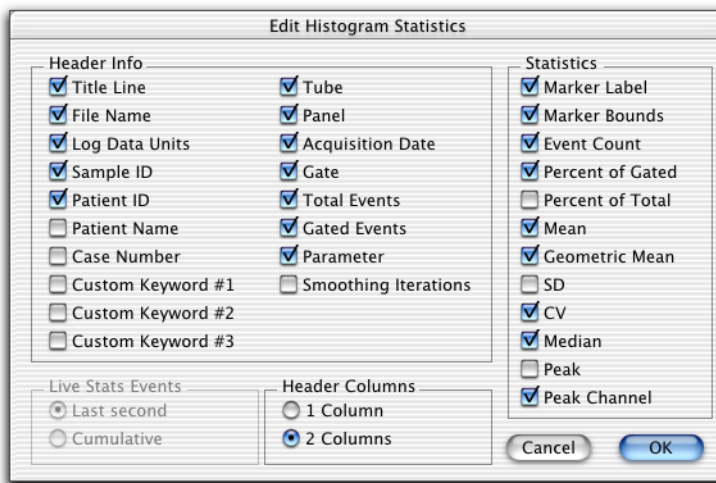 Edit Histogram Statistics
Header Info
Title Line
File Name
Log Data Units
Sample ID
Patient ID
Patient Name
Case Number
Custom Keyword #1
Custom Keyword #2
Custom Keyword #3
Tube
Panel
Acquisition Date
Gate
Total Events
Gated Events
Parameter
Smoothing Iterations
Statistics
Marker Label
Marker Bounds
Event Count
Percent of Gated
Percent of Total
Mean
Geometric Mean
SD
CV
Median
Peak
Peak Channel
Live Stats Events
Last second
Cumulative
Header Columns
1 Column
2 Columns
Cancel
OK